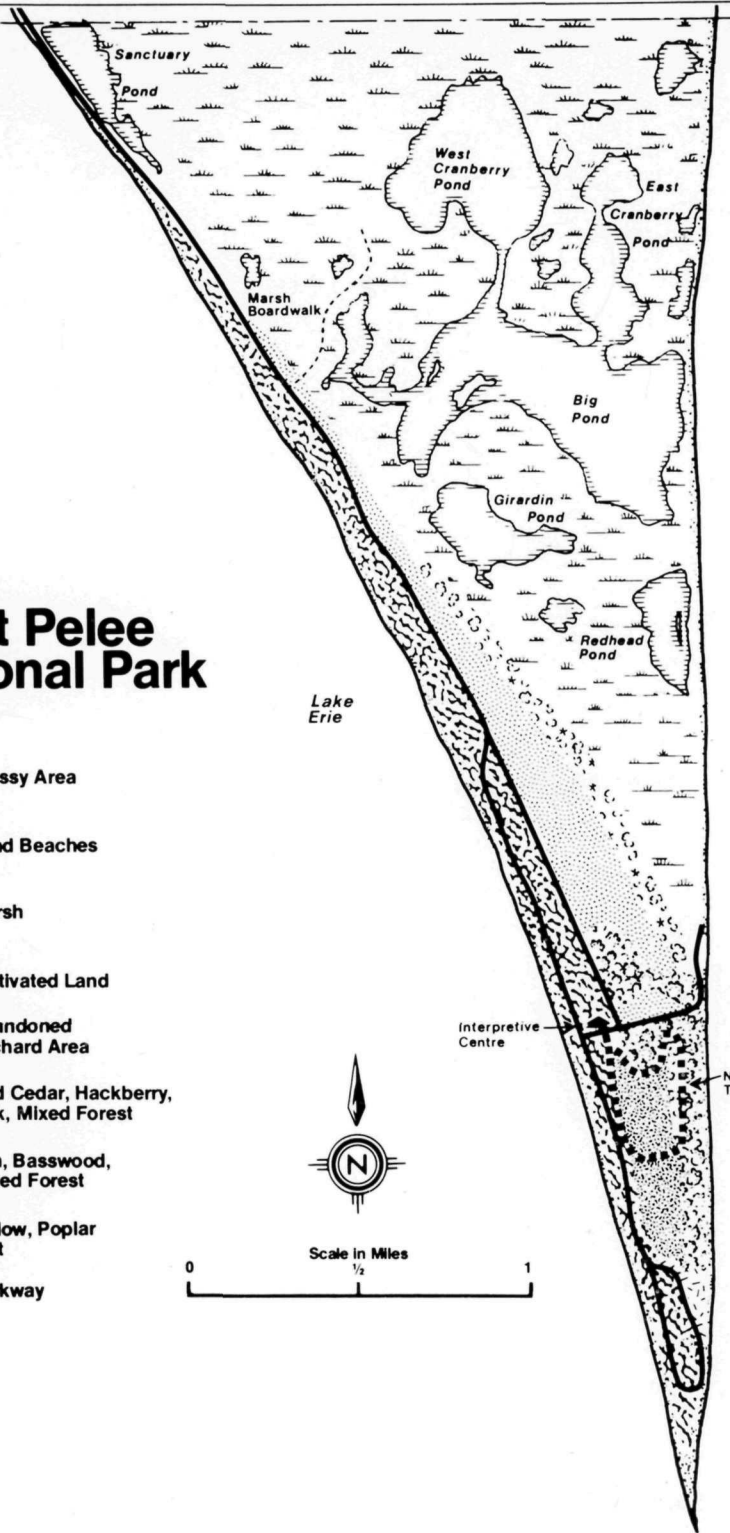 Sanctuary
Pond
West
Cranberry
Pond
East
Cranberry
Pond
Marsh
Boardwalk
Big
Pond
Girardin
Pond
Redhead
Pond
t Pelee
onal Park
Lake
Erie
ssy Area
d Beaches
rsh
tivated Land
ndoned
chard Area
d Cedar, Hackberry,
k, Mixed Forest
, Basswood,
ed Forest
low, Poplar
t
kway
Interpretive
Centre
N
T
N
Scale in Miles
0 ½ 1